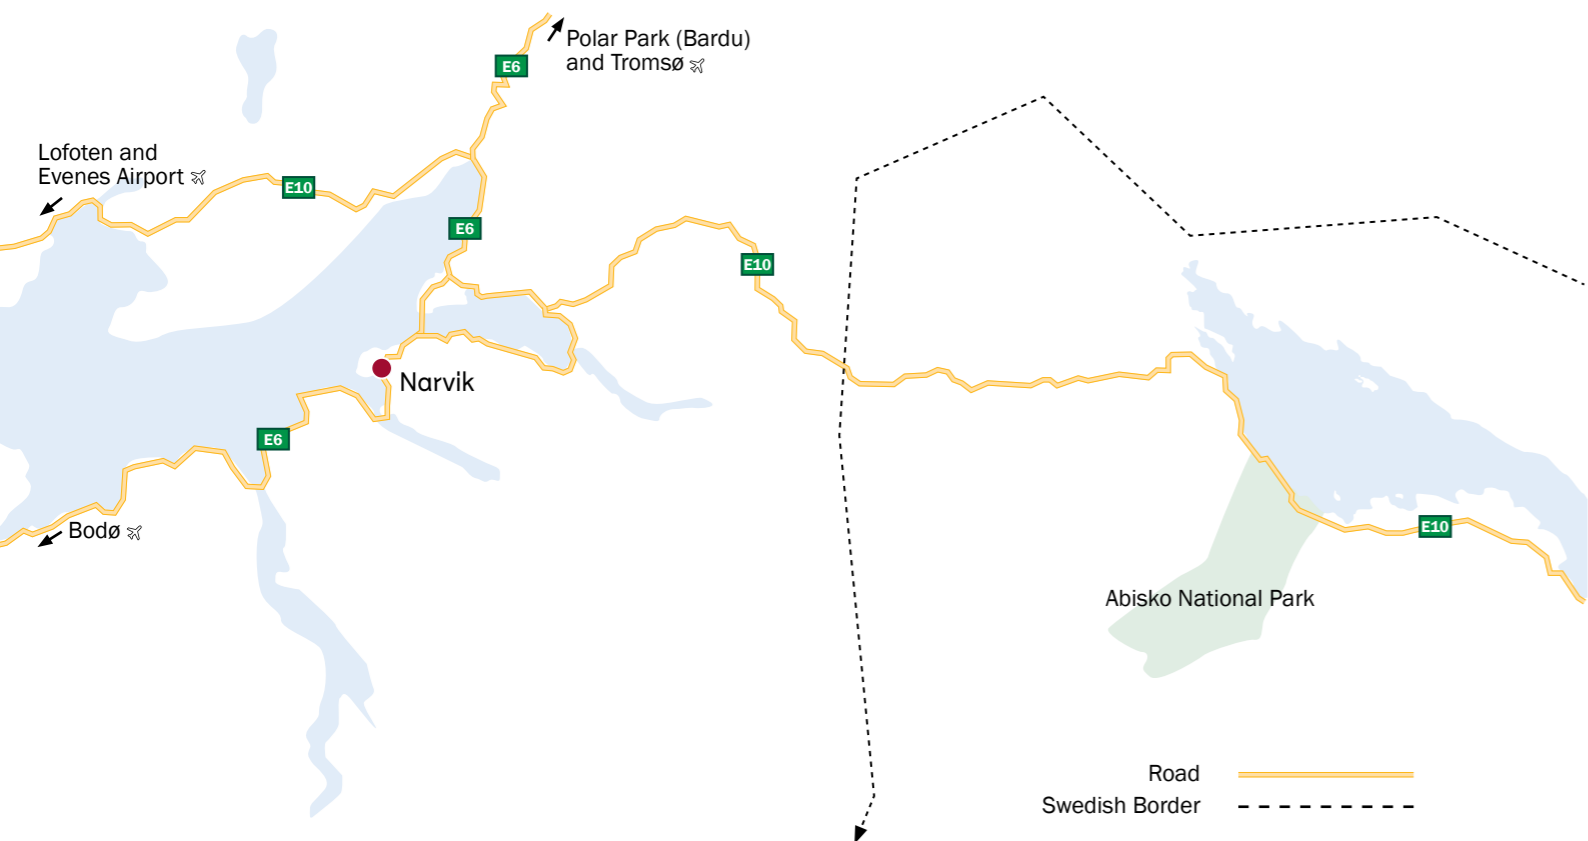 Polar Park (Bardu)
and Tromsø
E6
Lofoten and
Evenes Airport
E10
E6
E10
Narvik
E6
Bodø
E10
Abisko National Park
Road
Swedish Border